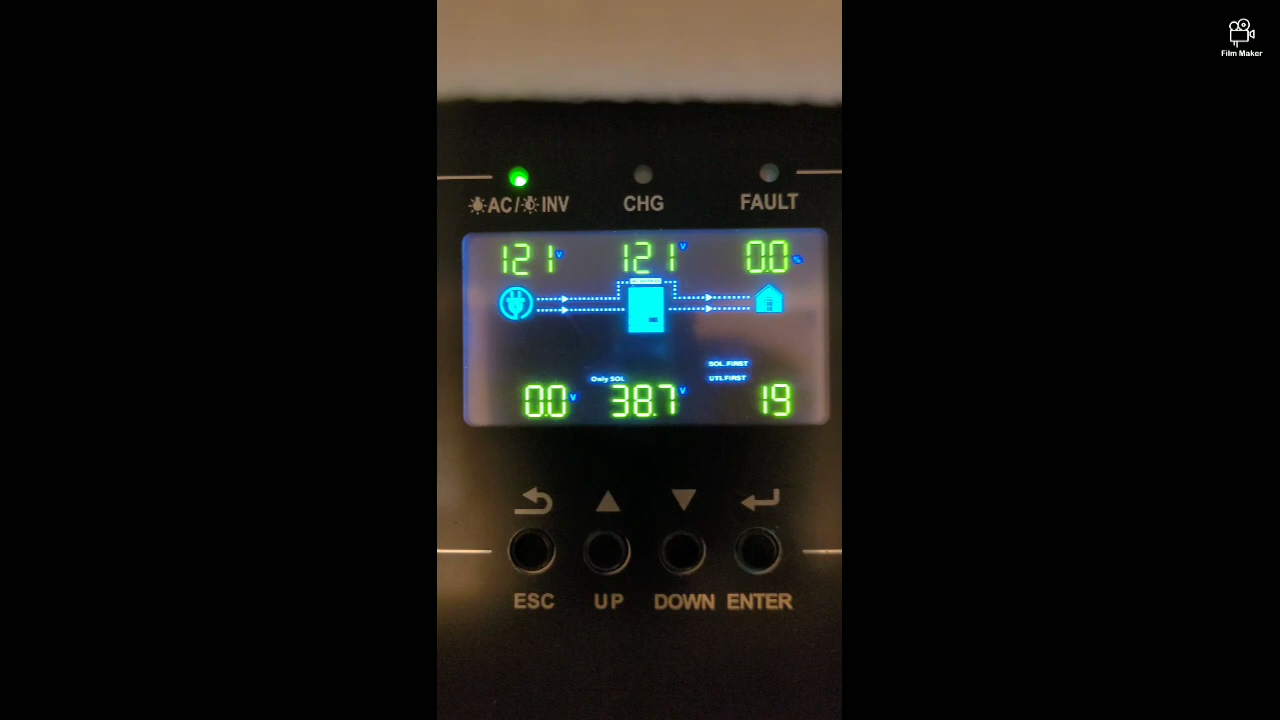 Film Maker
AC/ INV CHG FAULT
121 V 121 V 0.0 %
SOL FIRST
Only SOL UTI FIRST
0.0 V 38.7 V 19
ESC UP DOWN ENTER